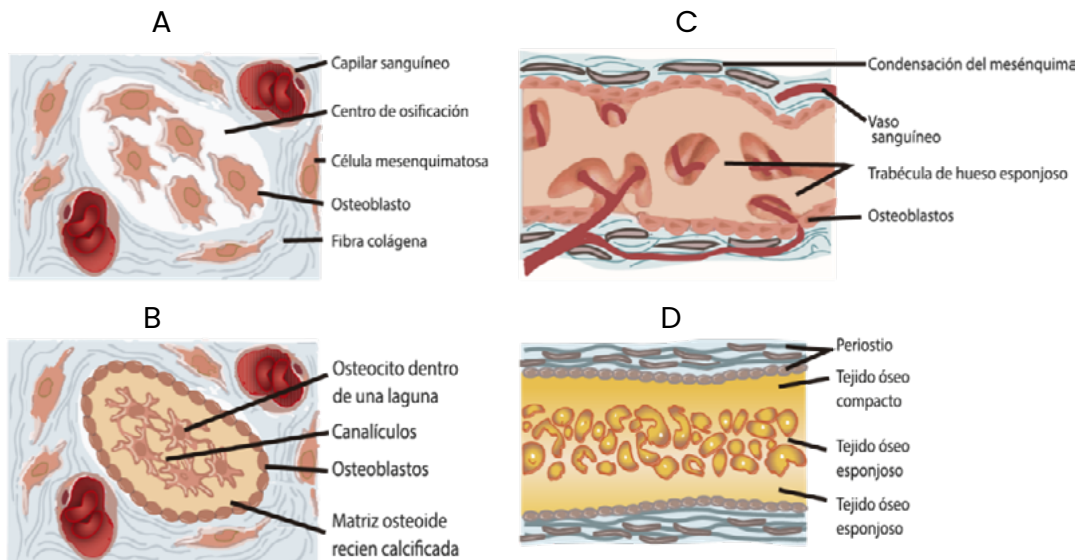 A
Capilar sanguíneo
Centro de osificación
Célula mesenquimatosa
Osteoblasto
Fibra colágena
B
Osteocito dentro
de una laguna
Canalículos
Osteoblastos
Matriz osteoide
recien calcificada
C
Condensación del mesénquima
Vaso
sanguíneo
Trabécula de hueso esponjoso
Osteoblastos
D
Periostio
Tejido óseo
compacto
Tejido óseo
esponjoso
Tejido óseo
esponjoso